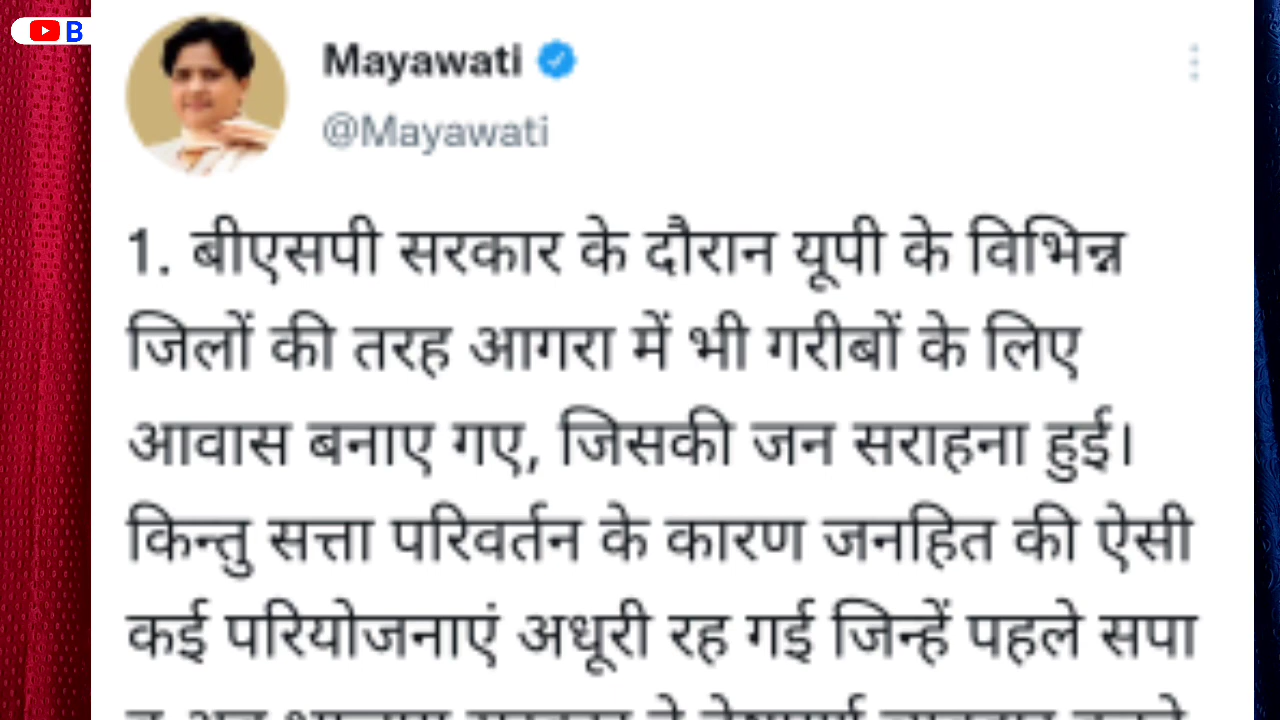 B
Mayawati
@Mayawati
1. बीएसपी सरकार के दौरान यूपी के विभिन्न
जिलों की तरह आगरा में भी गरीबों के लिए
आवास बनाए गए, जिसकी जन सराहना हुई।
किन्तु सत्ता परिवर्तन के कारण जनहित की ऐसी
कई परियोजनाएं अधूरी रह गई जिन्हें पहले सपा